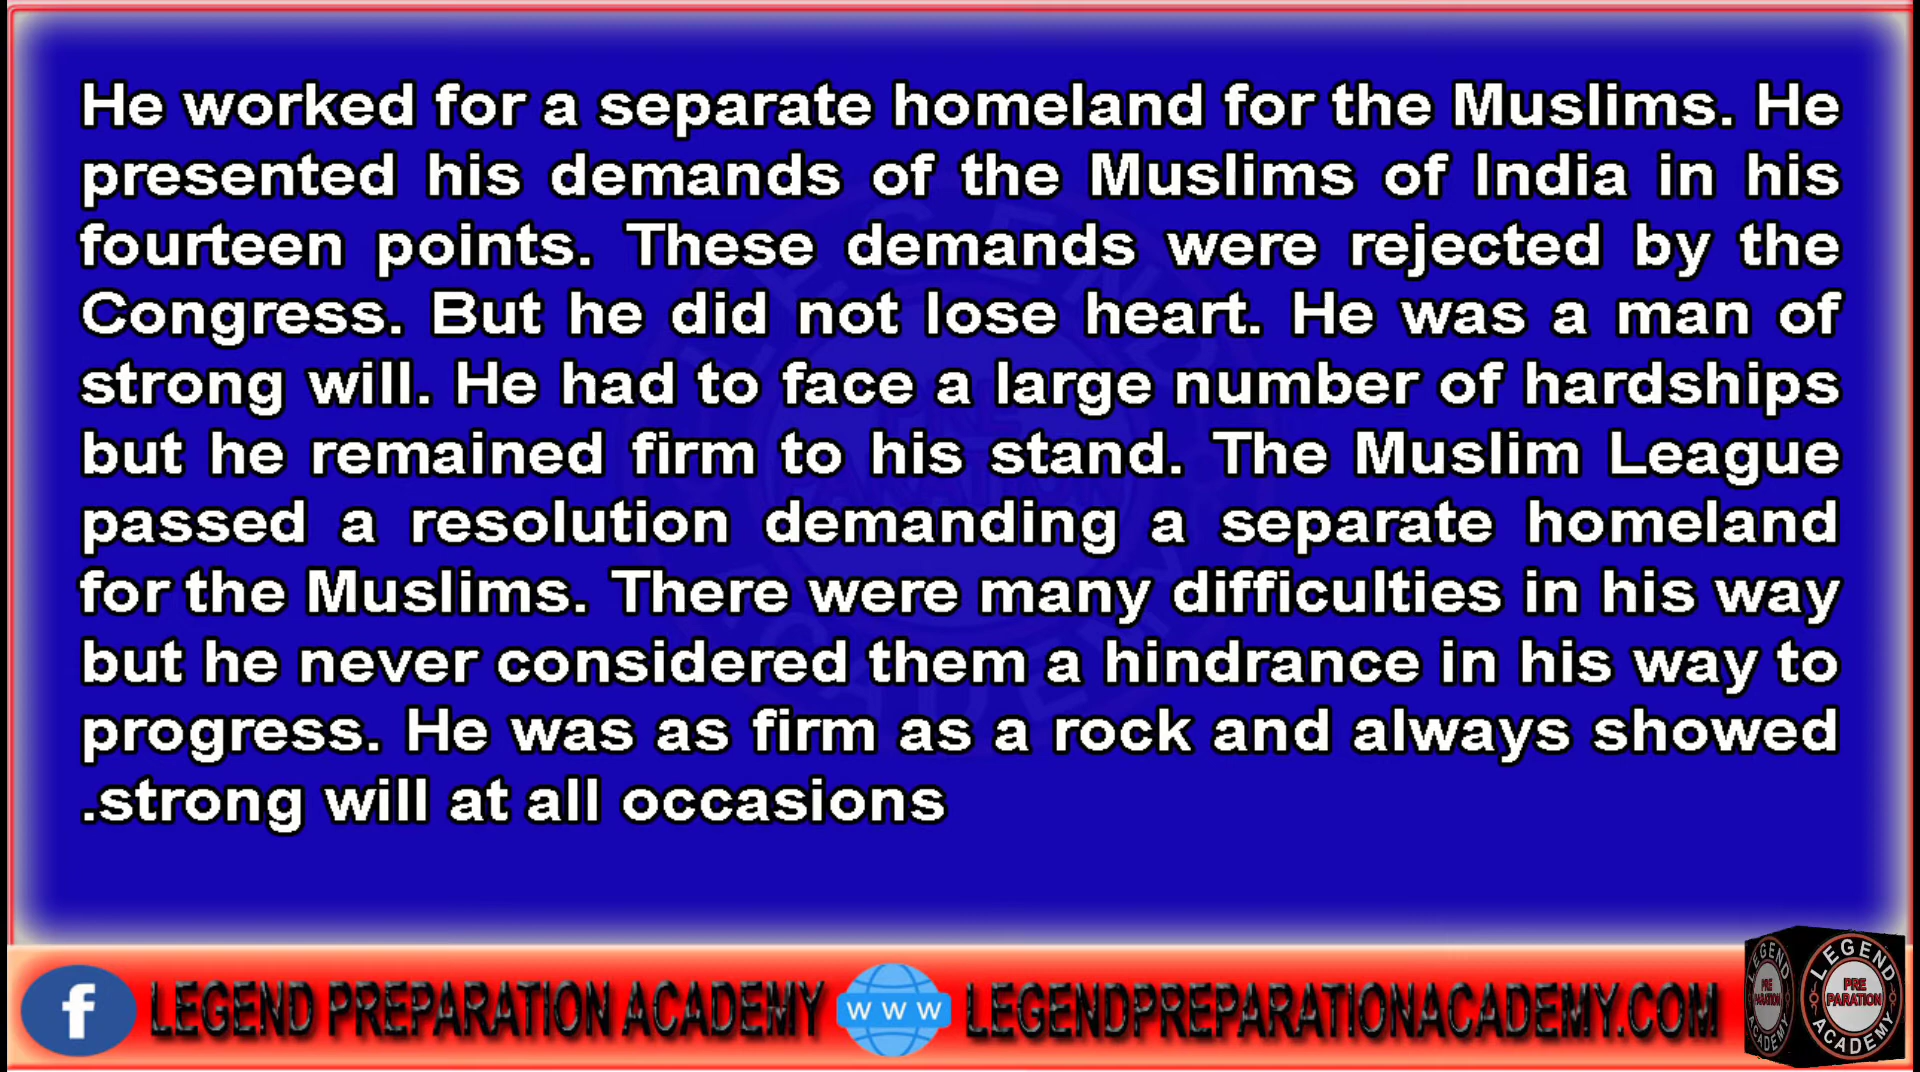 He worked for a separate homeland for the Muslims. He
presented his demands of the Muslims of India in his
fourteen points. These demands were rejected by the
Congress. But he did not lose heart. He was a man of
strong will. He had to face a large number of hardships
but he remained firm to his stand. The Muslim League
passed a resolution demanding a separate homeland
for the Muslims. There were many difficulties in his way
but he never considered them a hindrance in his way to
progress. He was as firm as a rock and always showed
.strong will at all occasions
f LEGEND PREPARATION ACADEMY www LEGENDPREPARATIONACADEMY.COM
LEGEND
PRE
PARATION
ACADEMY
LEGEND
PRE
PARATION
ACADEMY